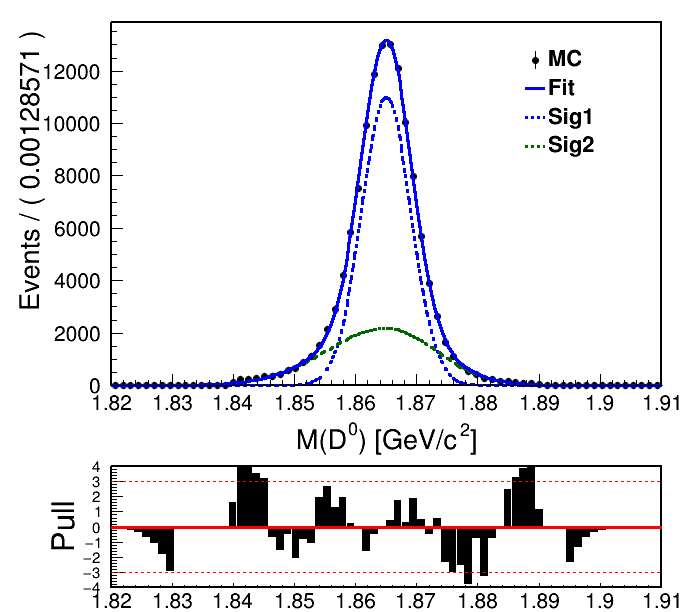 Events / ( 0.00128571 )
12000
10000
8000
6000
4000
2000
0
MC
Fit
Sig1
Sig2
1.82 1.83 1.84 1.85 1.86 1.87 1.88 1.89 1.9 1.91
M(D⁰) [GeV/c²]
Pull
4
3
2
1
0
−1
−2
−3
−4
1.82 1.83 1.84 1.85 1.86 1.87 1.88 1.89 1.9 1.91